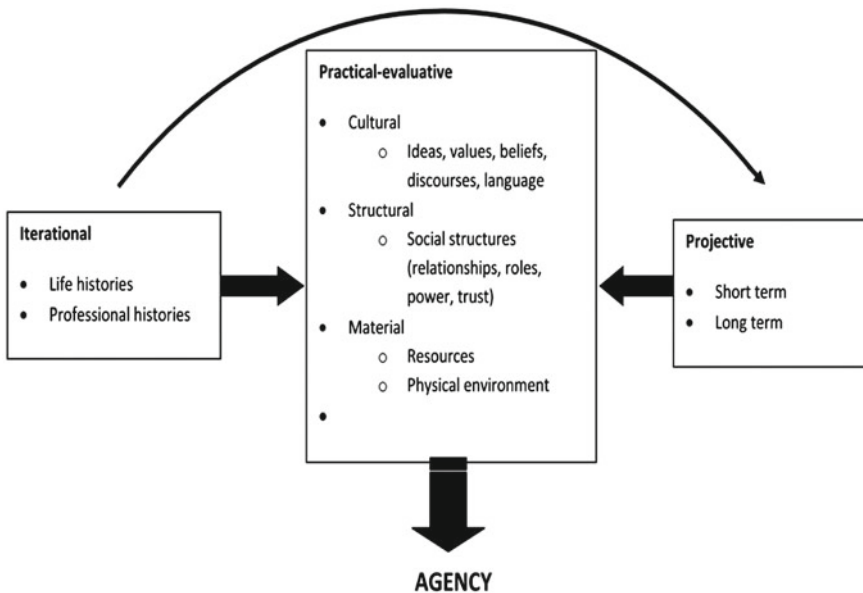 Practical-evaluative
• Cultural
o Ideas, values, beliefs,
discourses, language
• Structural
o Social structures
(relationships, roles,
power, trust)
• Material
o Resources
o Physical environment
•
Iterational
• Life histories
• Professional histories
Projective
• Short term
• Long term
AGENCY